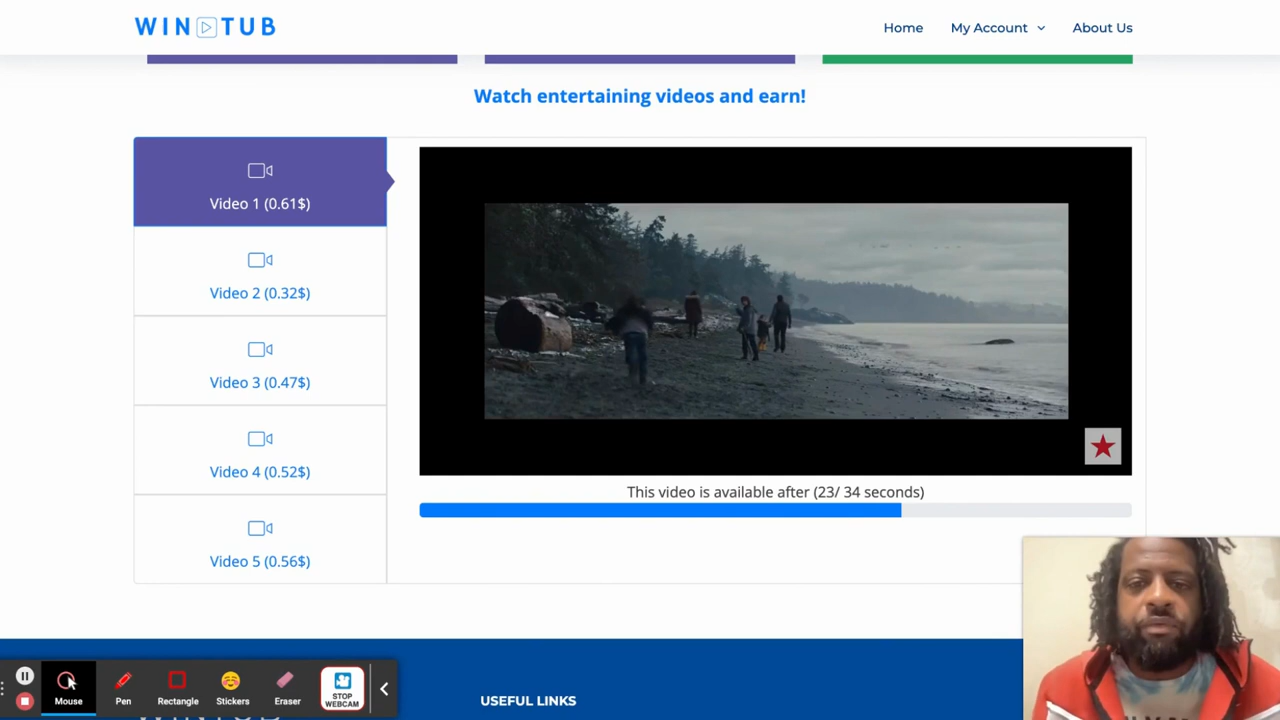 WIN TUB
Home
My Account
About Us
Watch entertaining videos and earn!
Video 1 (0.61$)
Video 2 (0.32$)
Video 3 (0.47$)
Video 4 (0.52$)
Video 5 (0.56$)
This video is available after (23/ 34 seconds)
Mouse
Pen
Rectangle
Stickers
Eraser
STOP
WEBCAM
USEFUL LINKS
WINTUB